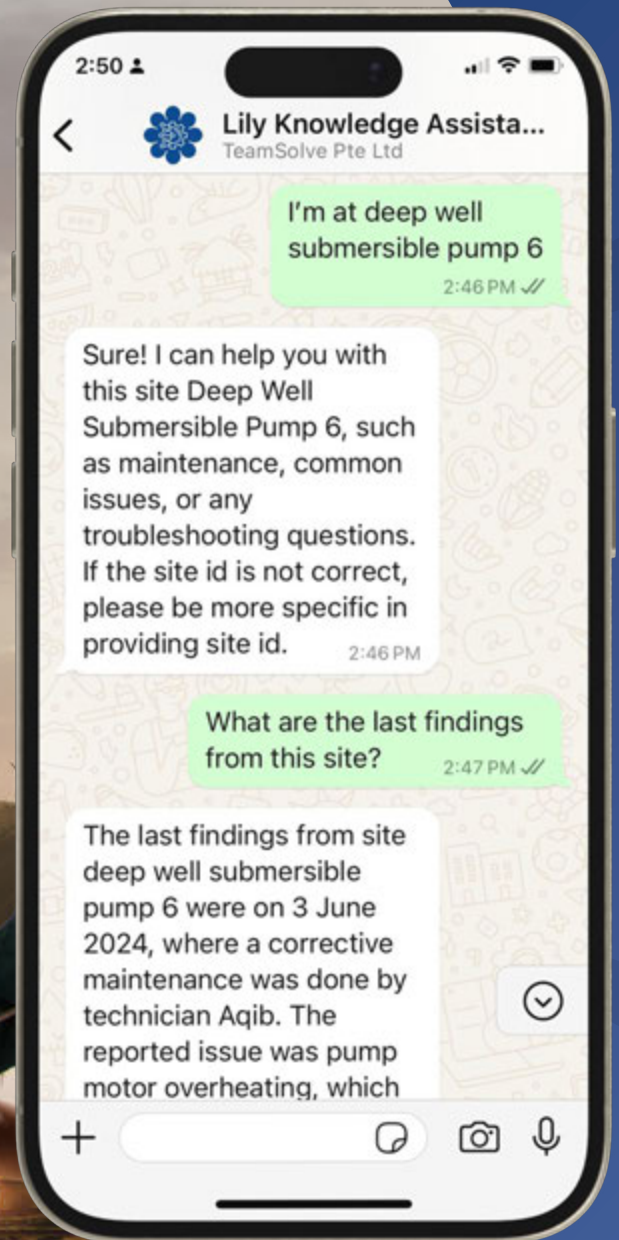 2:50
Lily Knowledge Assista...
TeamSolve Pte Ltd
I'm at deep well
submersible pump 6
2:46 PM
Sure! I can help you with
this site Deep Well
Submersible Pump 6, such
as maintenance, common
issues, or any
troubleshooting questions.
If the site id is not correct,
please be more specific in
providing site id.
2:46 PM
What are the last findings
from this site?
2:47 PM
The last findings from site
deep well submersible
pump 6 were on 3 June
2024, where a corrective
maintenance was done by
technician Aqib. The
reported issue was pump
motor overheating, which